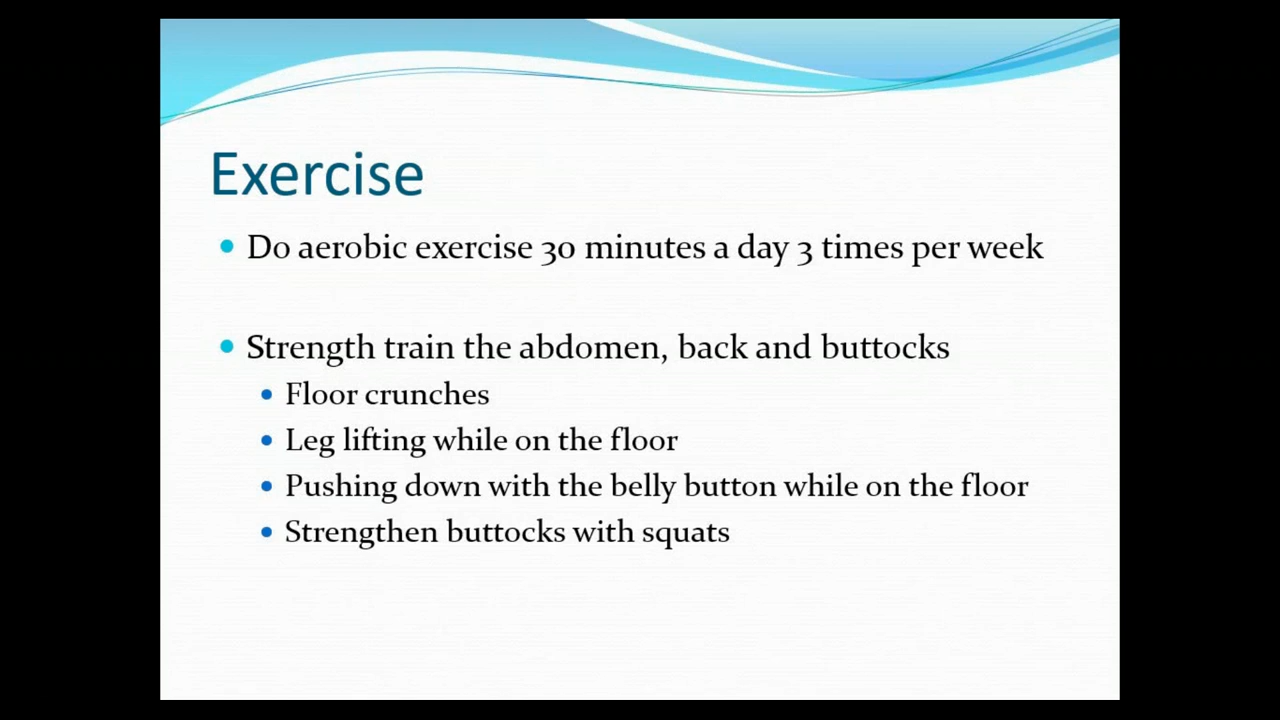 Exercise
Do aerobic exercise 30 minutes a day 3 times per week
Strength train the abdomen, back and buttocks
Floor crunches
Leg lifting while on the floor
Pushing down with the belly button while on the floor
Strengthen buttocks with squats